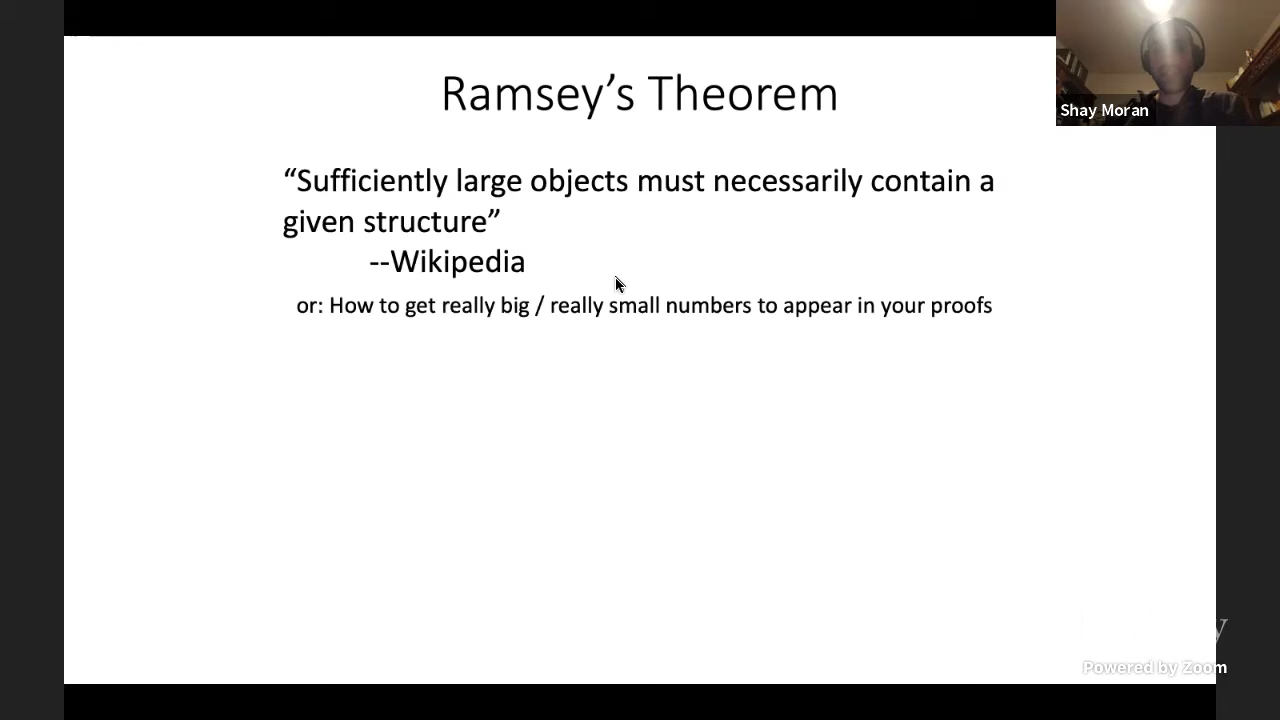 Ramsey’s Theorem
Shay Moran
“Sufficiently large objects must necessarily contain a
given structure”
--Wikipedia
or: How to get really big / really small numbers to appear in your proofs
Powered by Zoom